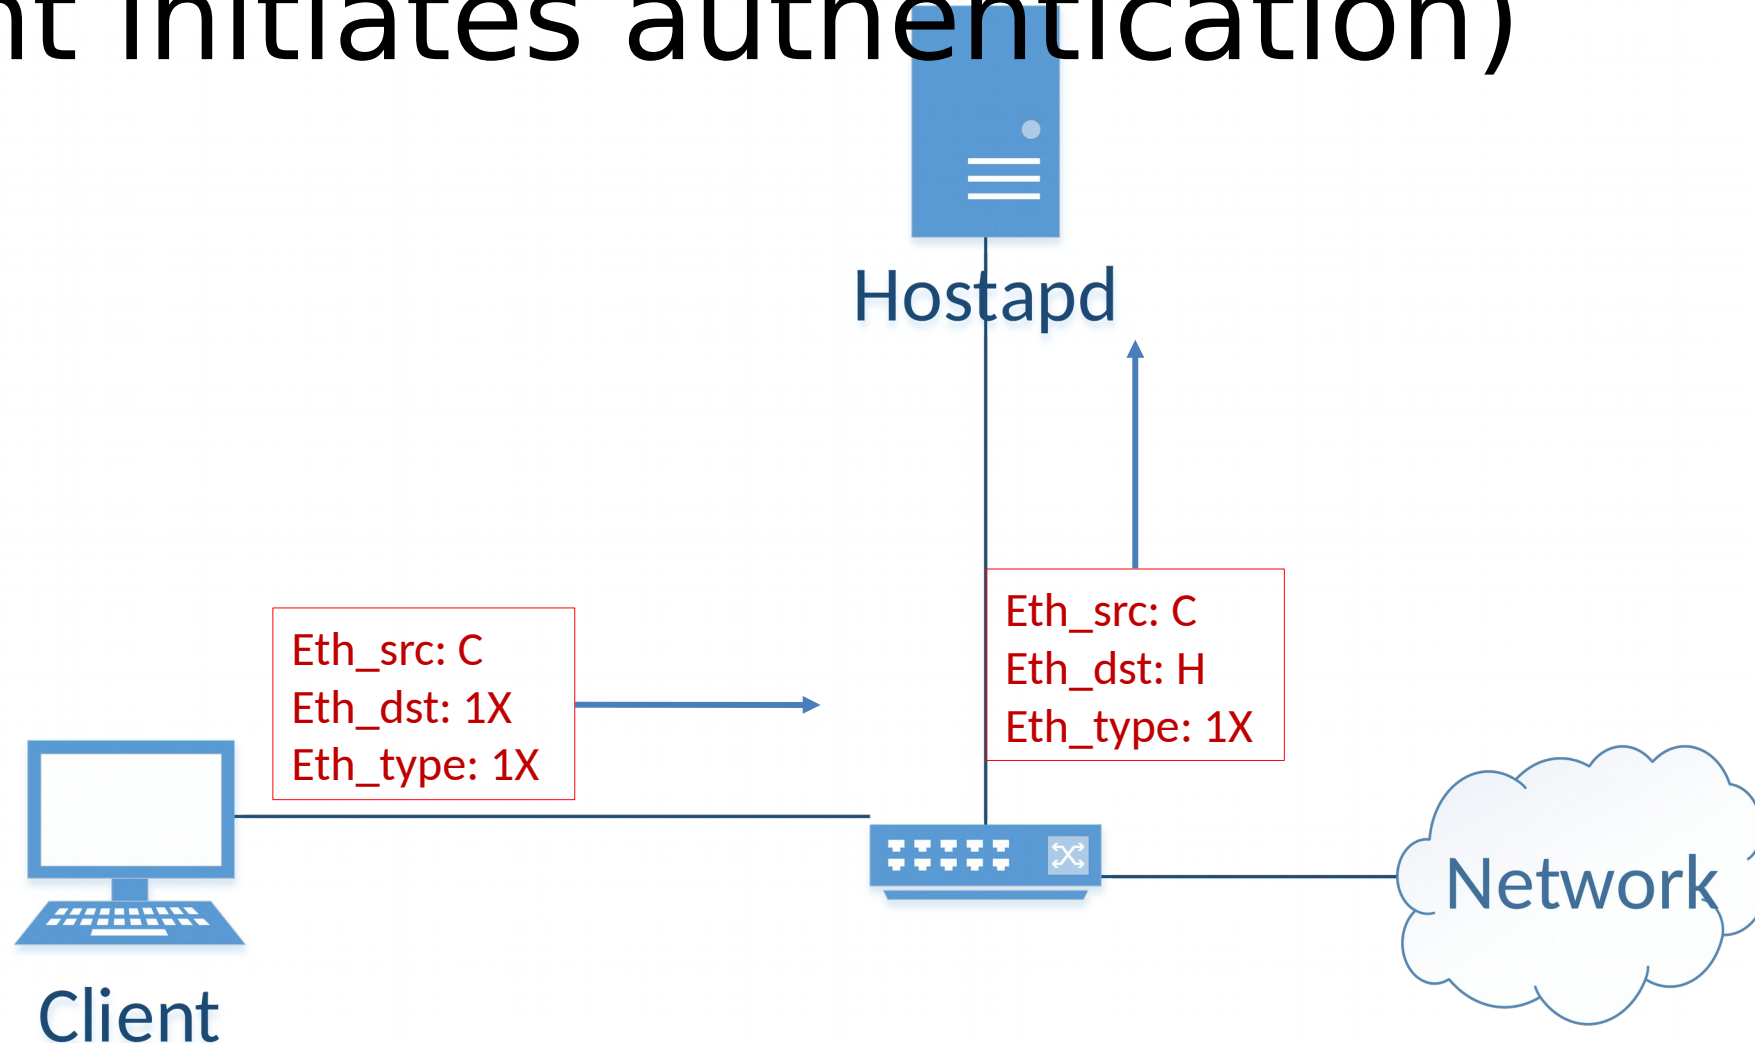 nt initiates authentication)
Hostapd
Eth_src: C
Eth_dst: H
Eth_type: 1X
Eth_src: C
Eth_dst: 1X
Eth_type: 1X
Network
Client